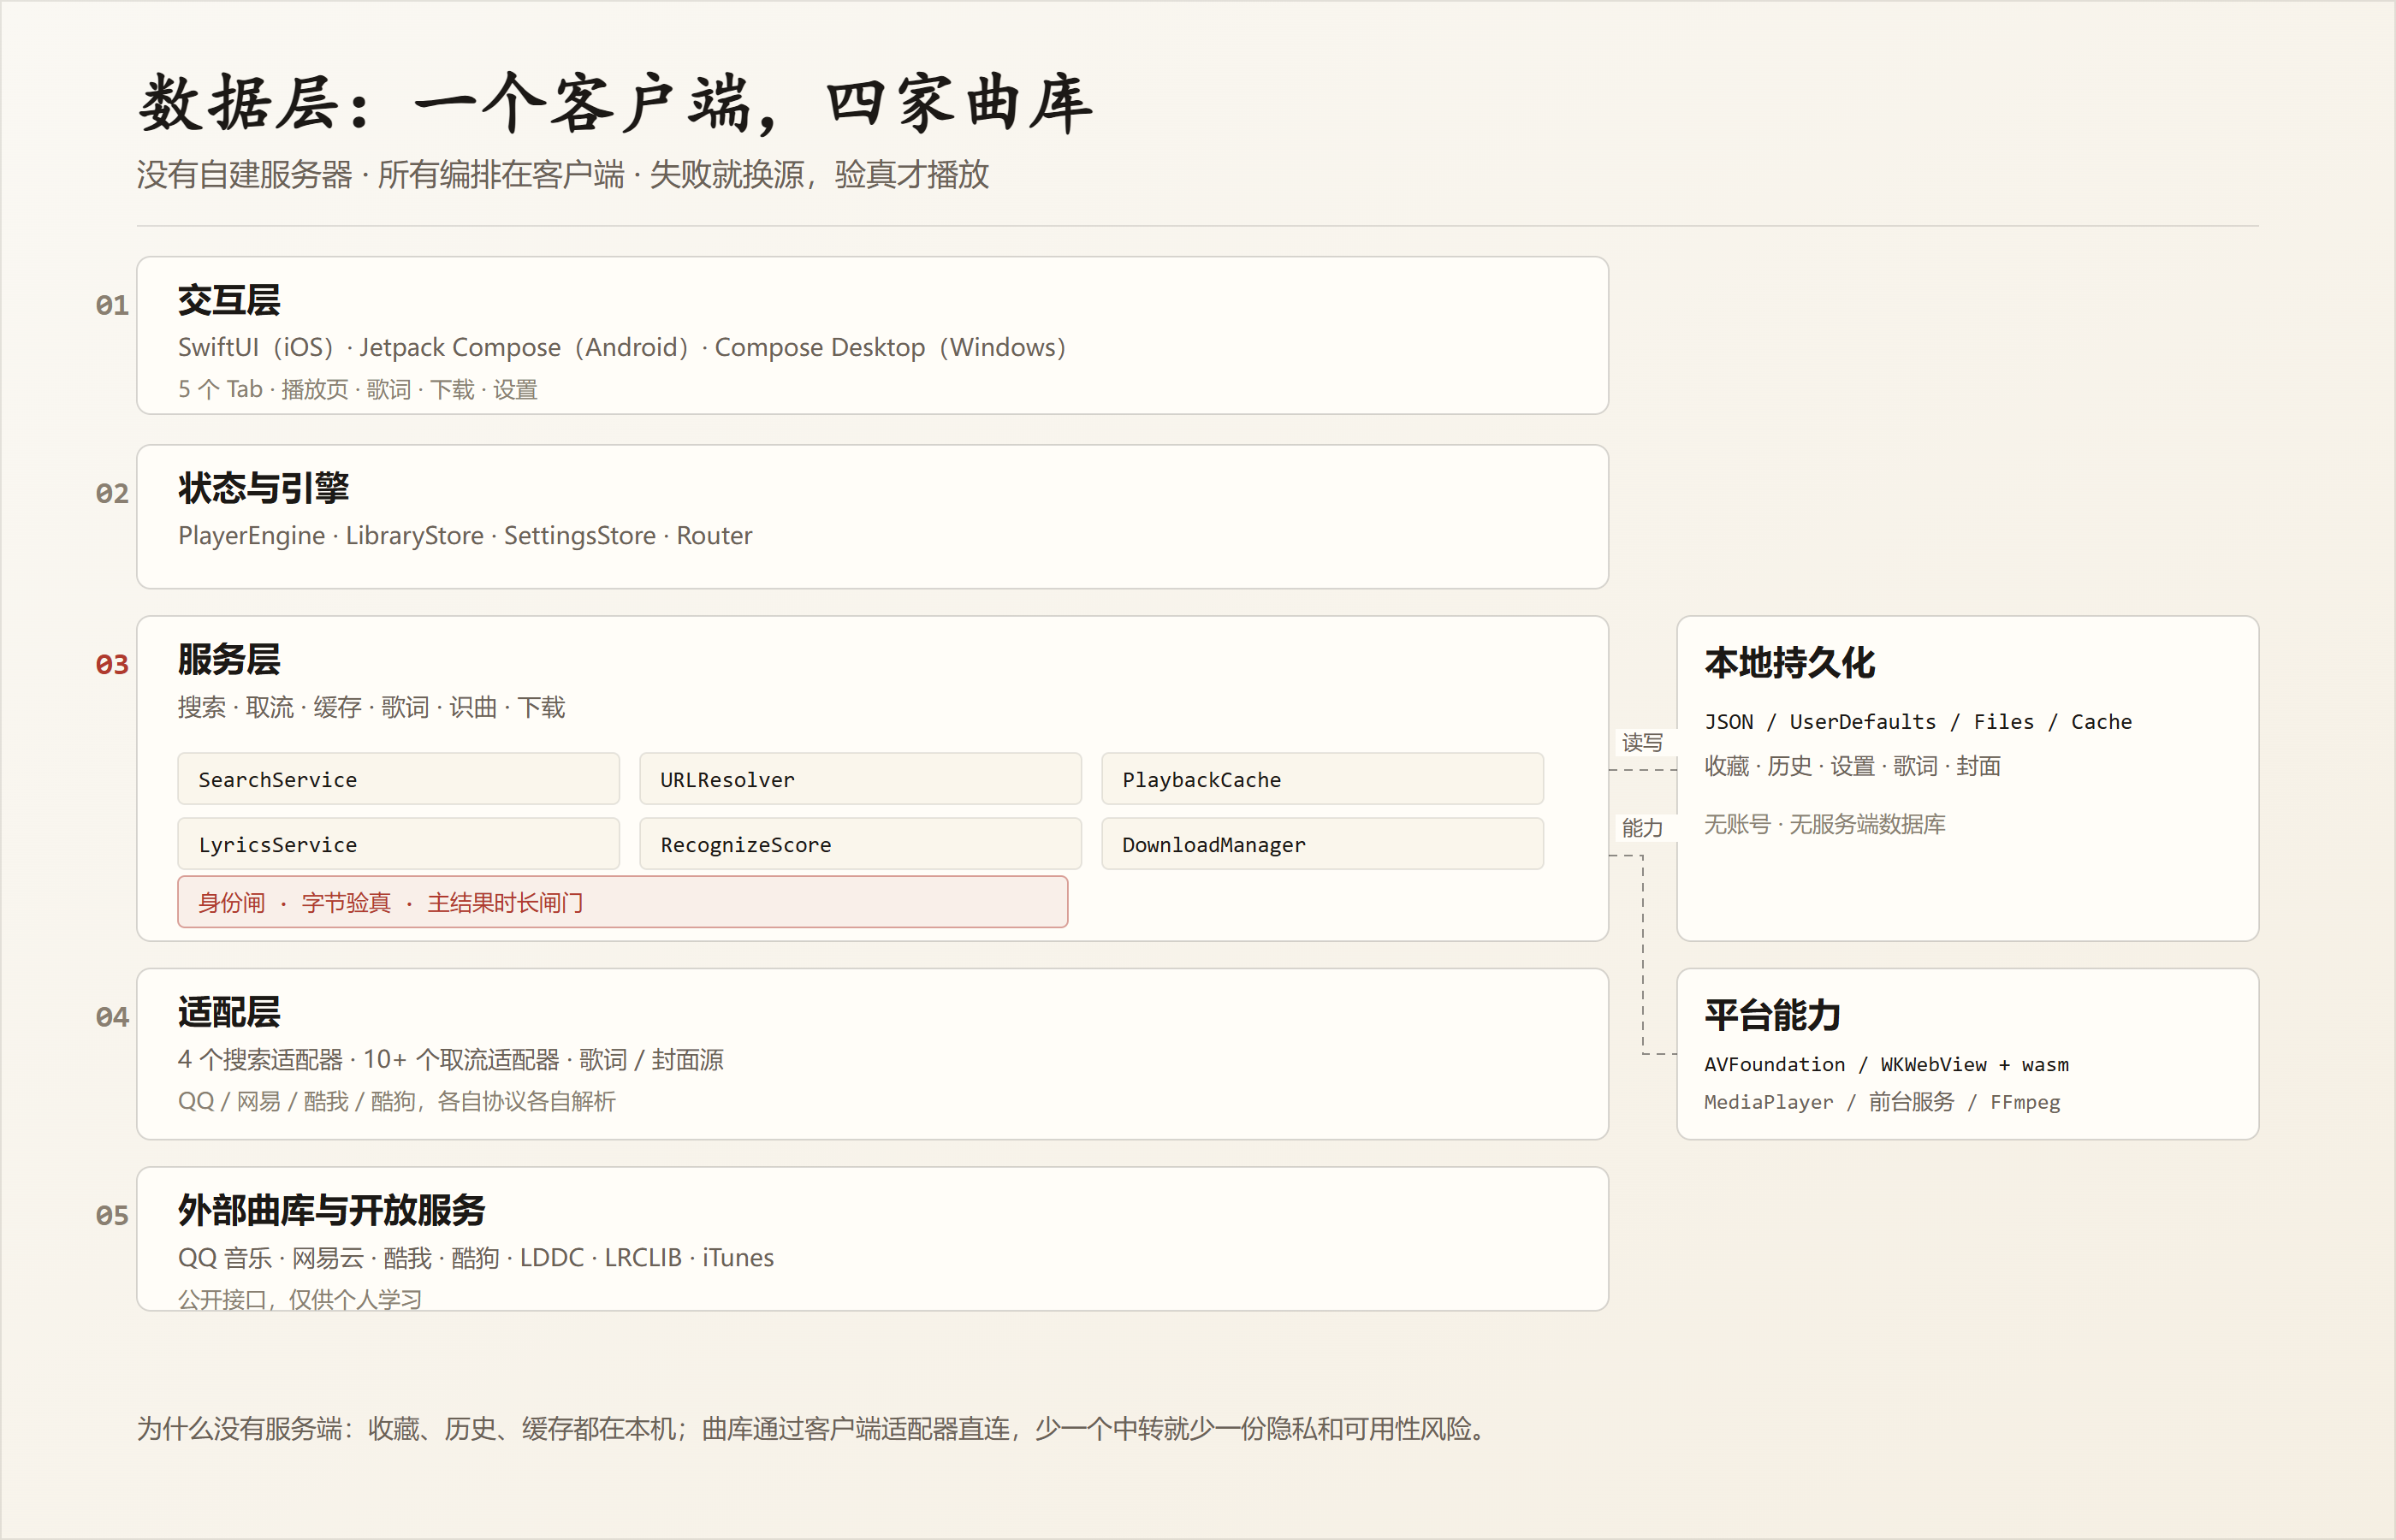 数据层：一个客户端，四家曲库
没有自建服务器 · 所有编排在客户端 · 失败就换源，验真才播放
01
交互层
SwiftUI（iOS）· Jetpack Compose（Android）· Compose Desktop（Windows）
5 个 Tab · 播放页 · 歌词 · 下载 · 设置
02
状态与引擎
PlayerEngine · LibraryStore · SettingsStore · Router
03
服务层
搜索 · 取流 · 缓存 · 歌词 · 识曲 · 下载
SearchService
URLResolver
PlaybackCache
LyricsService
RecognizeScore
DownloadManager
身份闸 · 字节验真 · 主结果时长闸门
读写
能力
本地持久化
JSON / UserDefaults / Files / Cache
收藏 · 历史 · 设置 · 歌词 · 封面
无账号 · 无服务端数据库
04
适配层
4 个搜索适配器 · 10+ 个取流适配器 · 歌词 / 封面源
QQ / 网易 / 酷我 / 酷狗，各自协议各自解析
平台能力
AVFoundation / WKWebView + wasm
MediaPlayer / 前台服务 / FFmpeg
05
外部曲库与开放服务
QQ 音乐 · 网易云 · 酷我 · 酷狗 · LDDC · LRCLIB · iTunes
公开接口，仅供个人学习
为什么没有服务端：收藏、历史、缓存都在本机；曲库通过客户端适配器直连，少一个中转就少一份隐私和可用性风险。